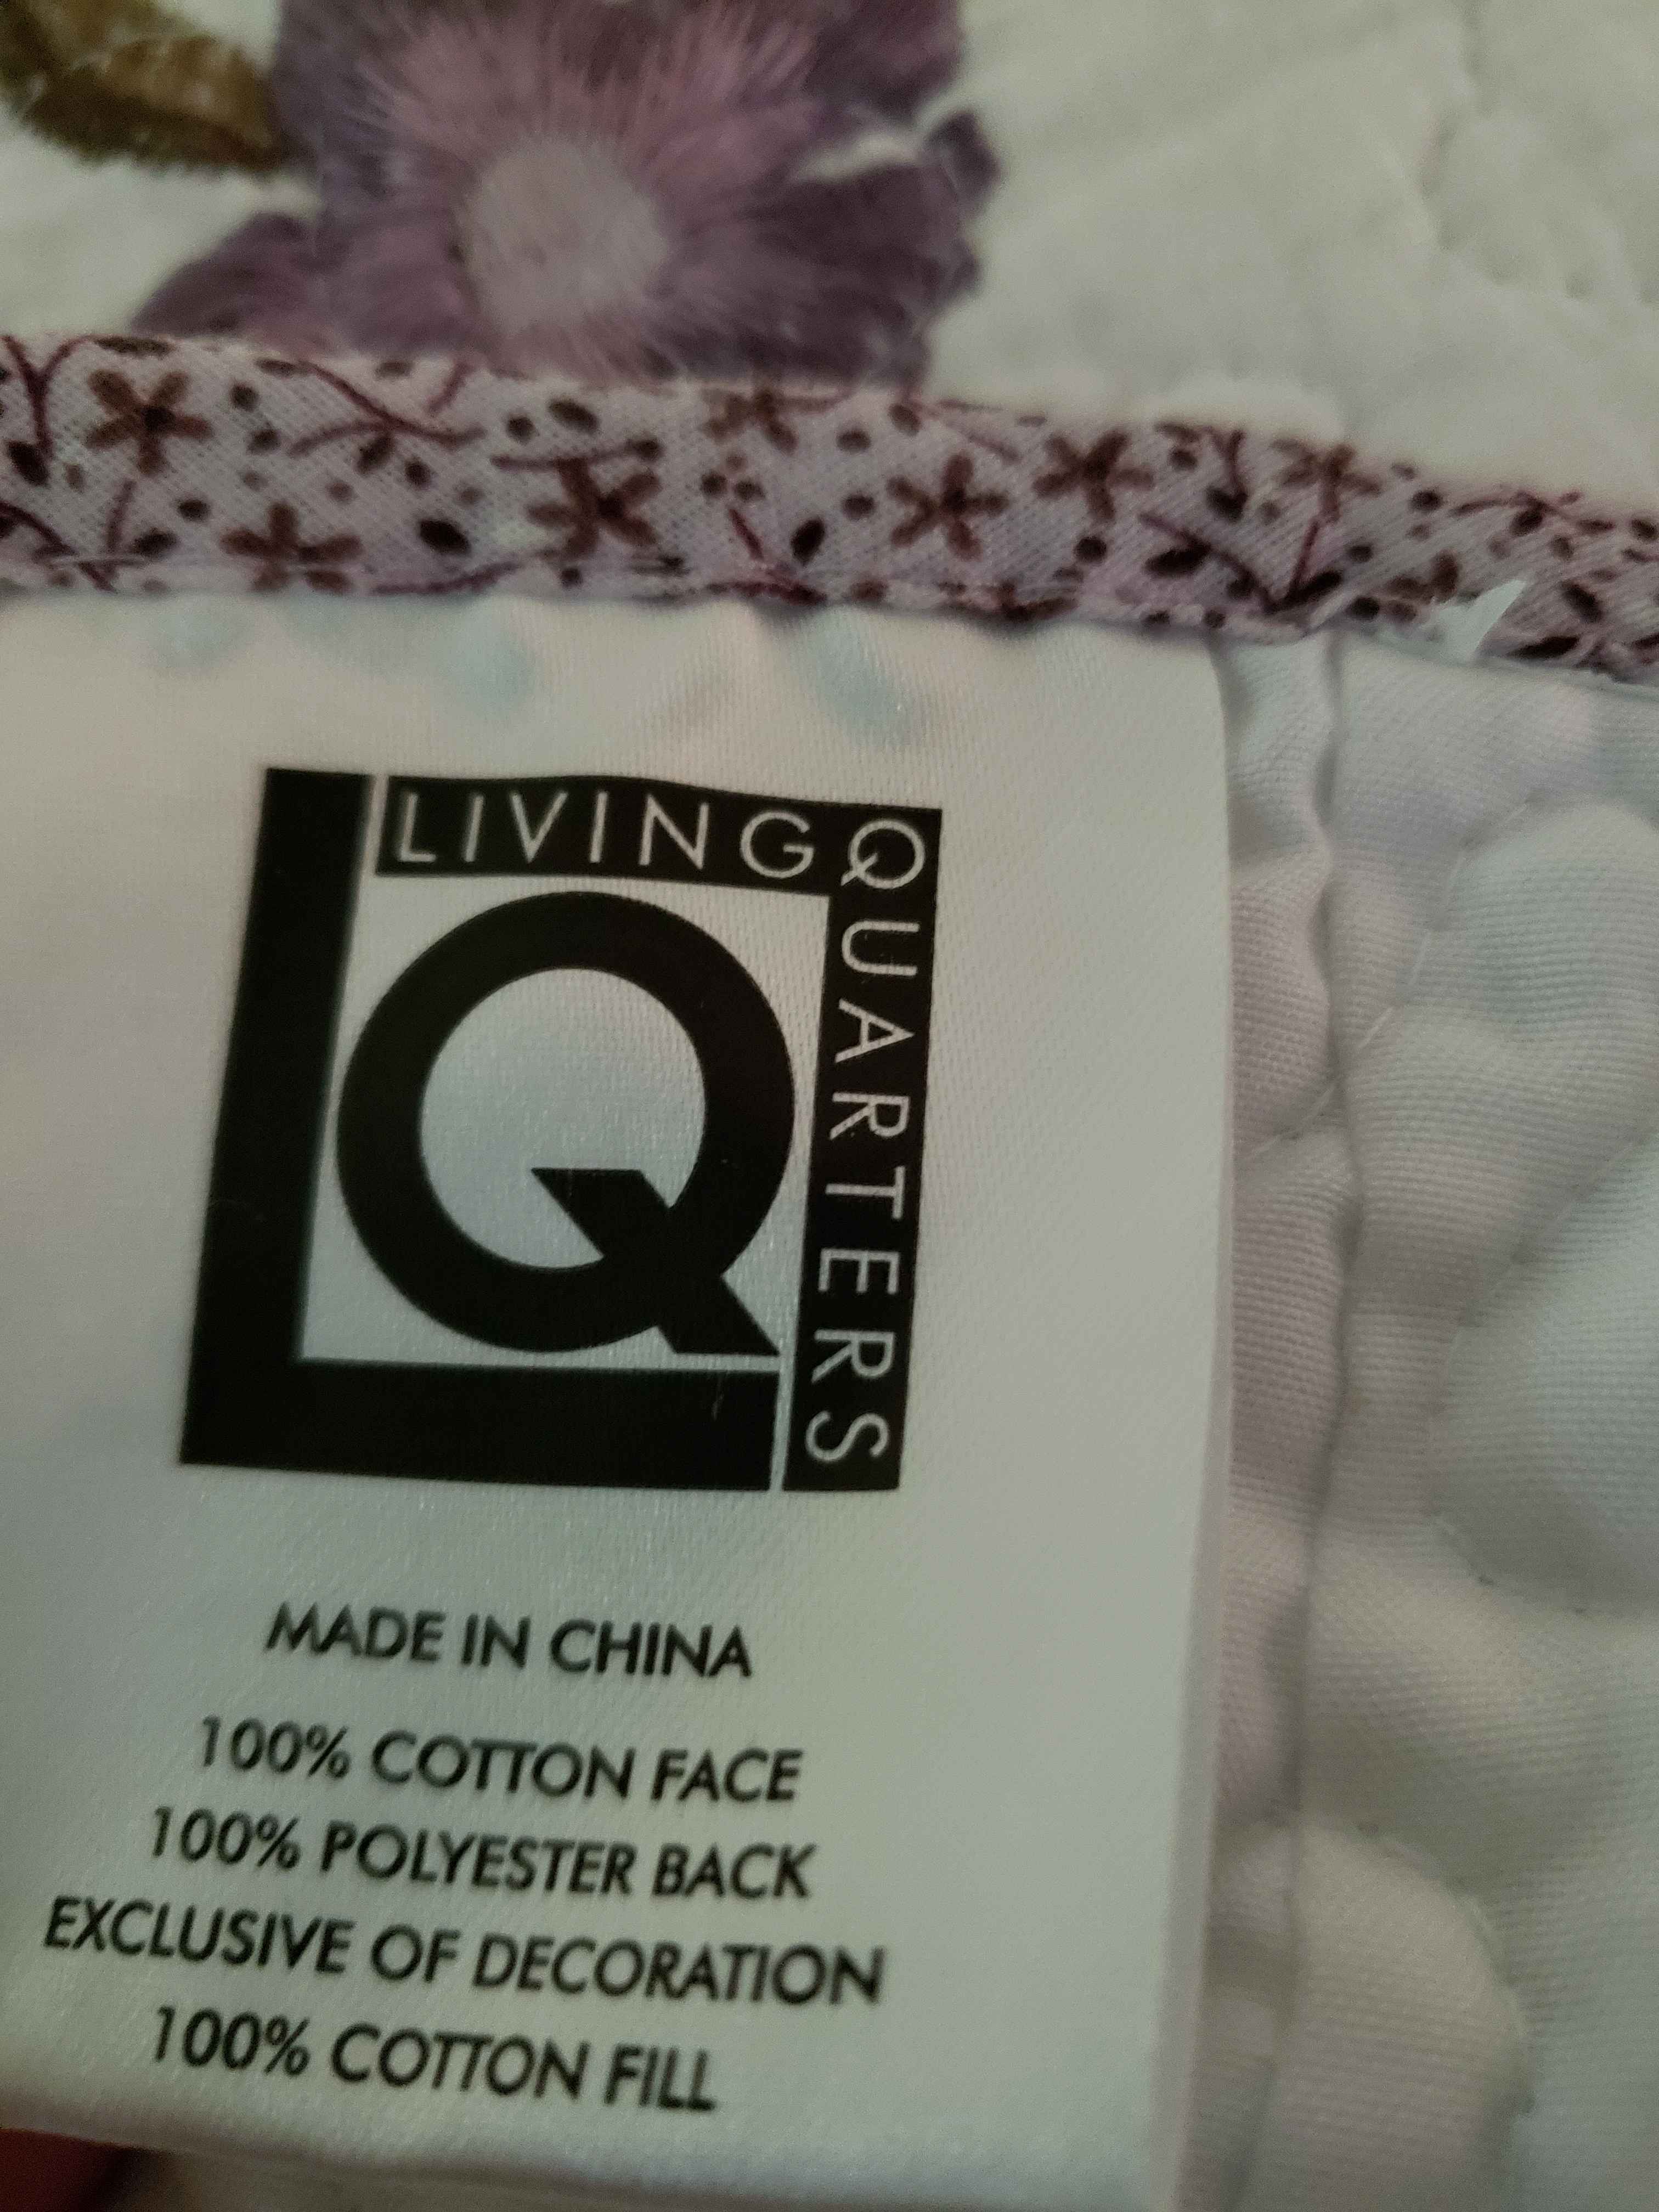 LIVING QUARTERS
LQ
MADE IN CHINA
100% COTTON FACE
100% POLYESTER BACK
EXCLUSIVE OF DECORATION
100% COTTON FILL